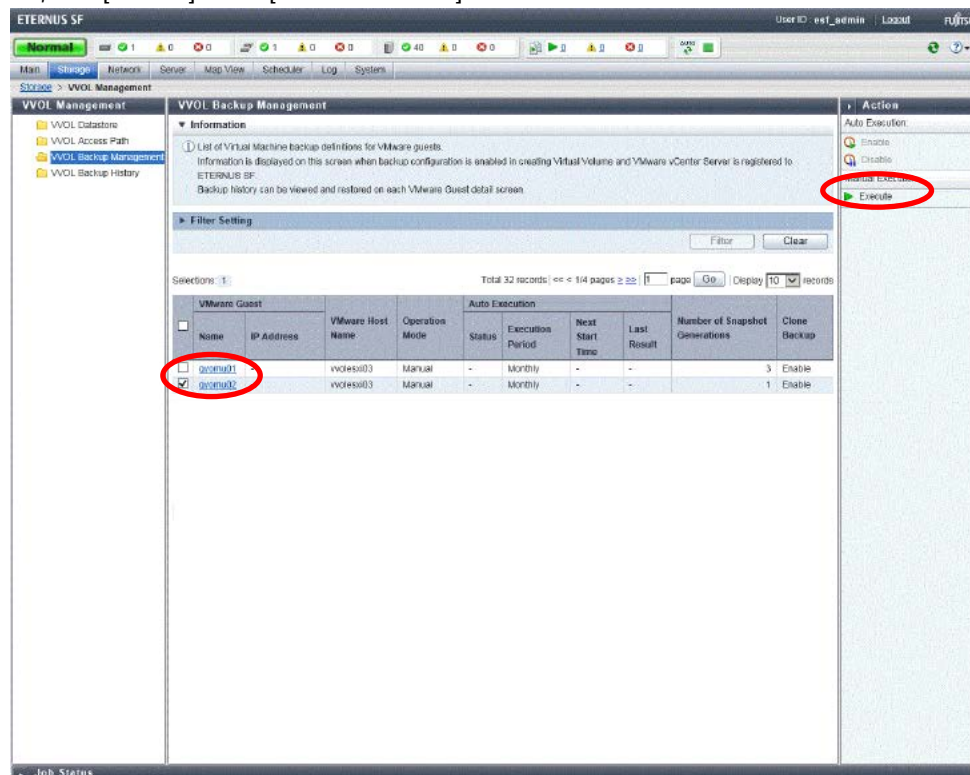 ETERNUS SF
User ID : esf_admin Logout
Normal 1 0 0 1 0 0 40 0 0 0 0 0
Main Storage Network Server Map View Scheduler Log System
Storage > VVOL Management
VVOL Management
VVOL Datastore
VVOL Access Path
VVOL Backup Management
VVOL Backup History
VVOL Backup Management
Information
List of Virtual Machine backup definitions for VMware guests.
Information is displayed on this screen when backup configuration is enabled in creating Virtual Volume and VMware vCenter Server is registered to
ETERNUS SF.
Backup history can be viewed and restored on each VMware Guest detail screen.
Filter Setting
Filter Clear
Selections: 1
Total 32 records << < 1/4 pages > >> 1 page Go Display 10 records
VMware Guest Auto Execution
Name IP Address VMware Host Name Operation Mode Status Execution Period Next Start Time Last Result Number of Snapshot Generations Clone Backup
gyomu01 - vvolesxi03 Manual - Monthly - - 3 Enable
gyomu02 vvolesxi03 Manual - Monthly - - 1 Enable
Action
Auto Execution:
Enable
Disable
Execute
Job Status